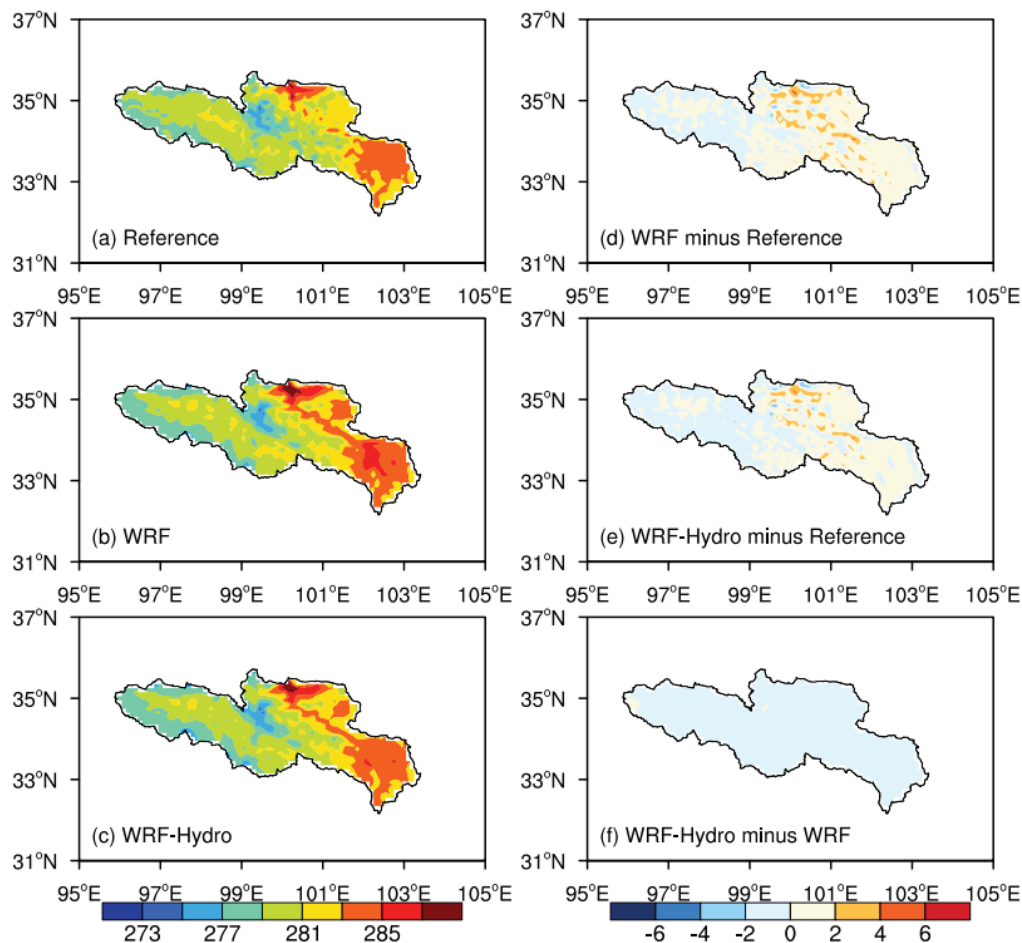 37°N
35°N
33°N
31°N
(a) Reference
95°E 97°E 99°E 101°E 103°E 105°E
37°N
35°N
33°N
31°N
(d) WRF minus Reference
95°E 97°E 99°E 101°E 103°E 105°E
37°N
35°N
33°N
31°N
(b) WRF
95°E 97°E 99°E 101°E 103°E 105°E
37°N
35°N
33°N
31°N
(e) WRF-Hydro minus Reference
95°E 97°E 99°E 101°E 103°E 105°E
37°N
35°N
33°N
31°N
(c) WRF-Hydro
95°E 97°E 99°E 101°E 103°E 105°E
273 277 281 285
37°N
35°N
33°N
31°N
(f) WRF-Hydro minus WRF
95°E 97°E 99°E 101°E 103°E 105°E
-6 -4 -2 0 2 4 6